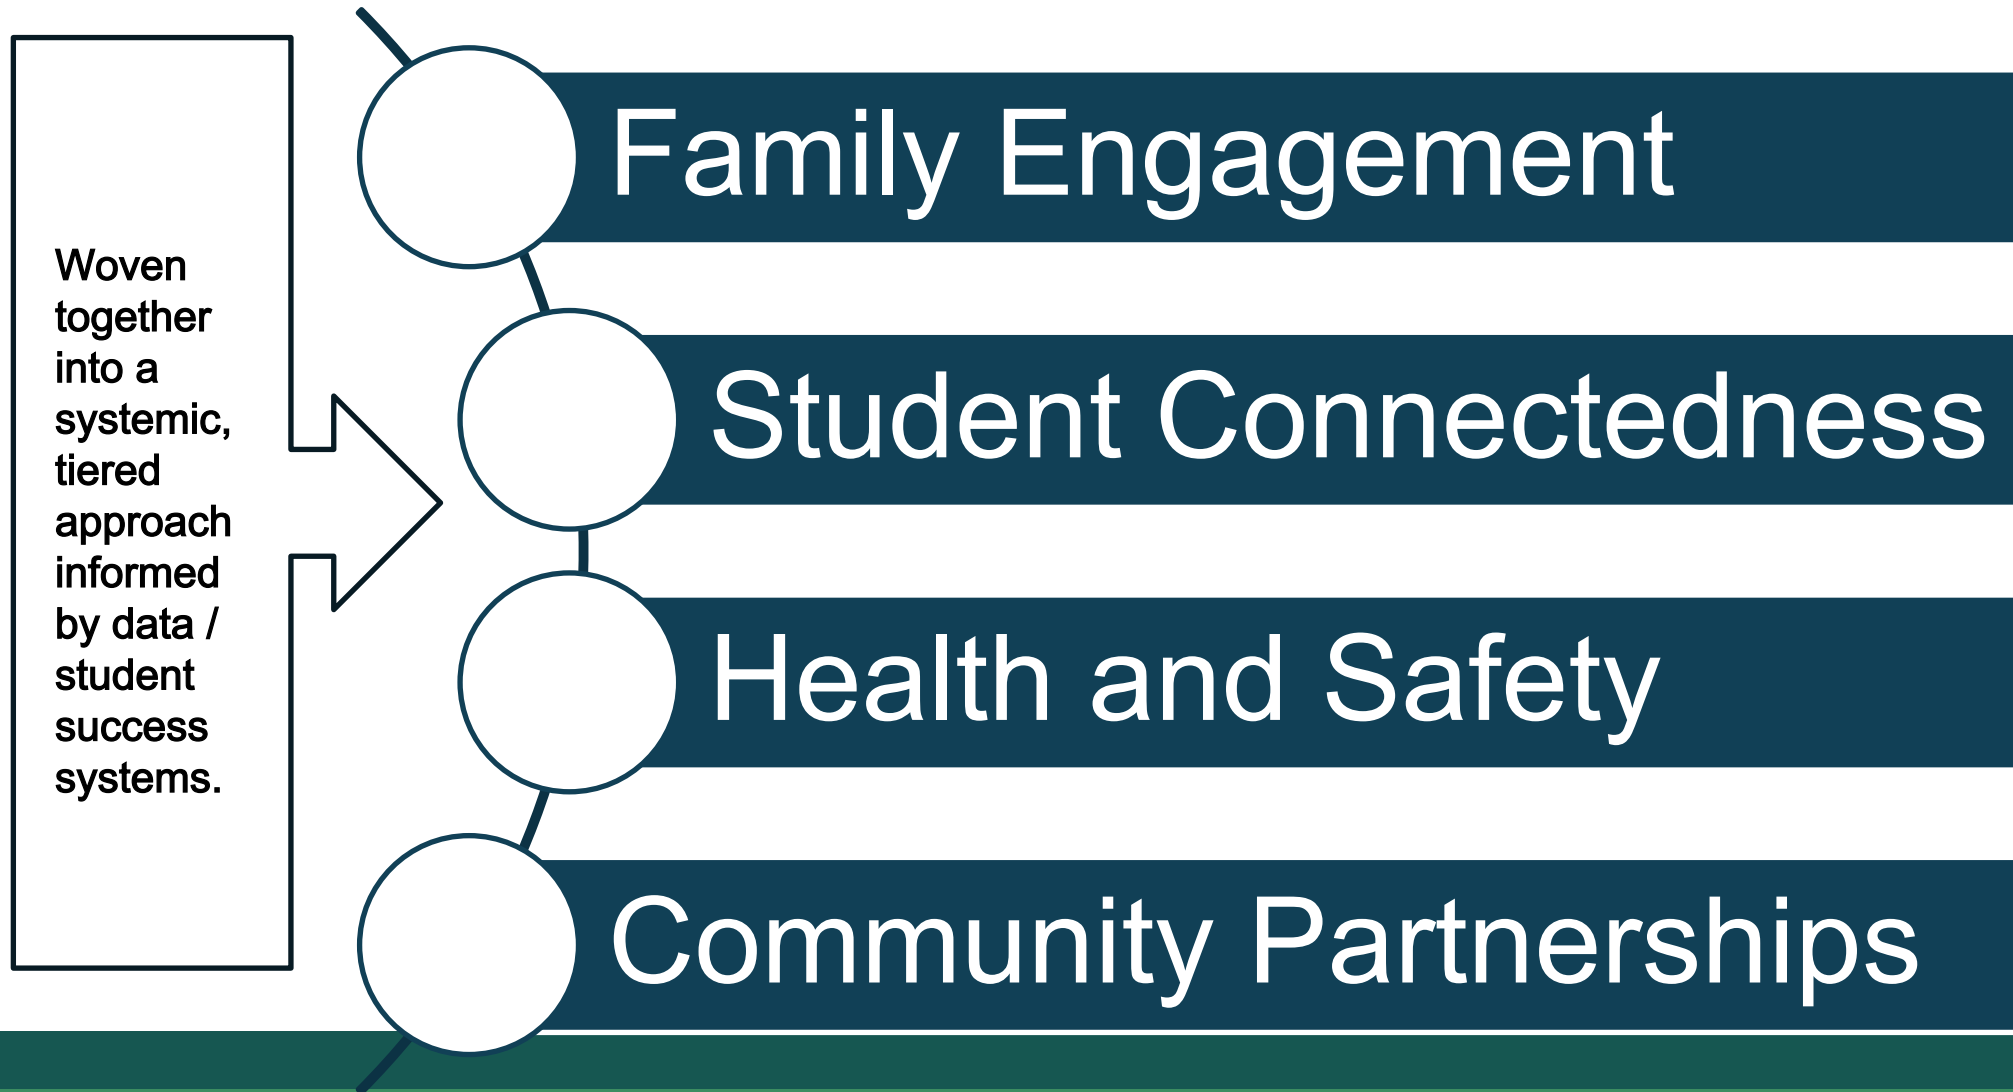 Woven
together
into a
systemic,
tiered
approach
informed
by data /
student
success
systems.
Family Engagement
Student Connectedness
Health and Safety
Community Partnerships